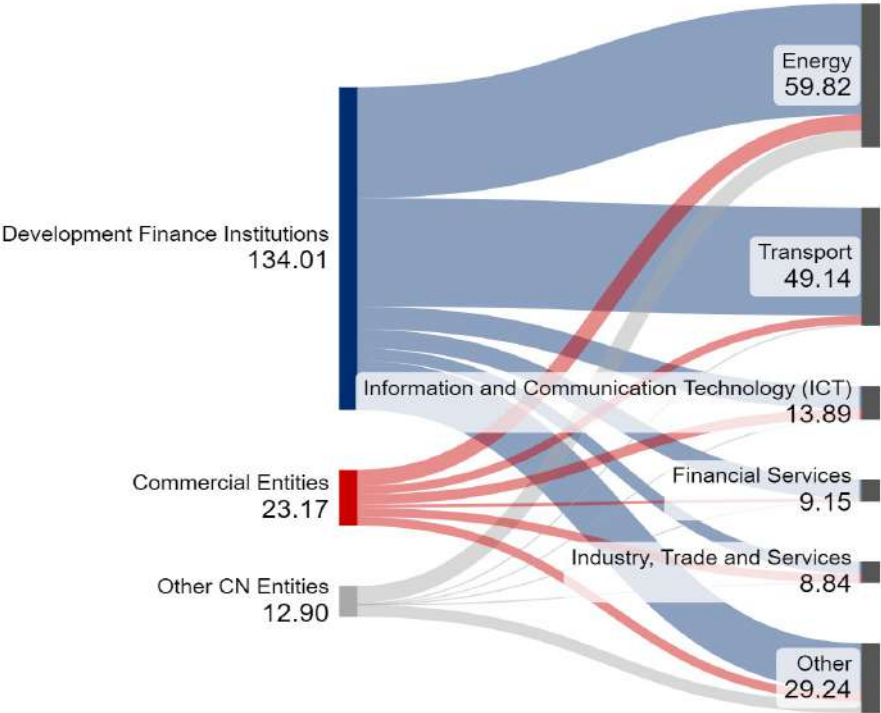 Development Finance Institutions
134.01
Commercial Entities
23.17
Other CN Entities
12.90
Energy
59.82
Transport
49.14
Information and Communication Technology (ICT)
13.89
Financial Services
9.15
Industry, Trade and Services
8.84
Other
29.24